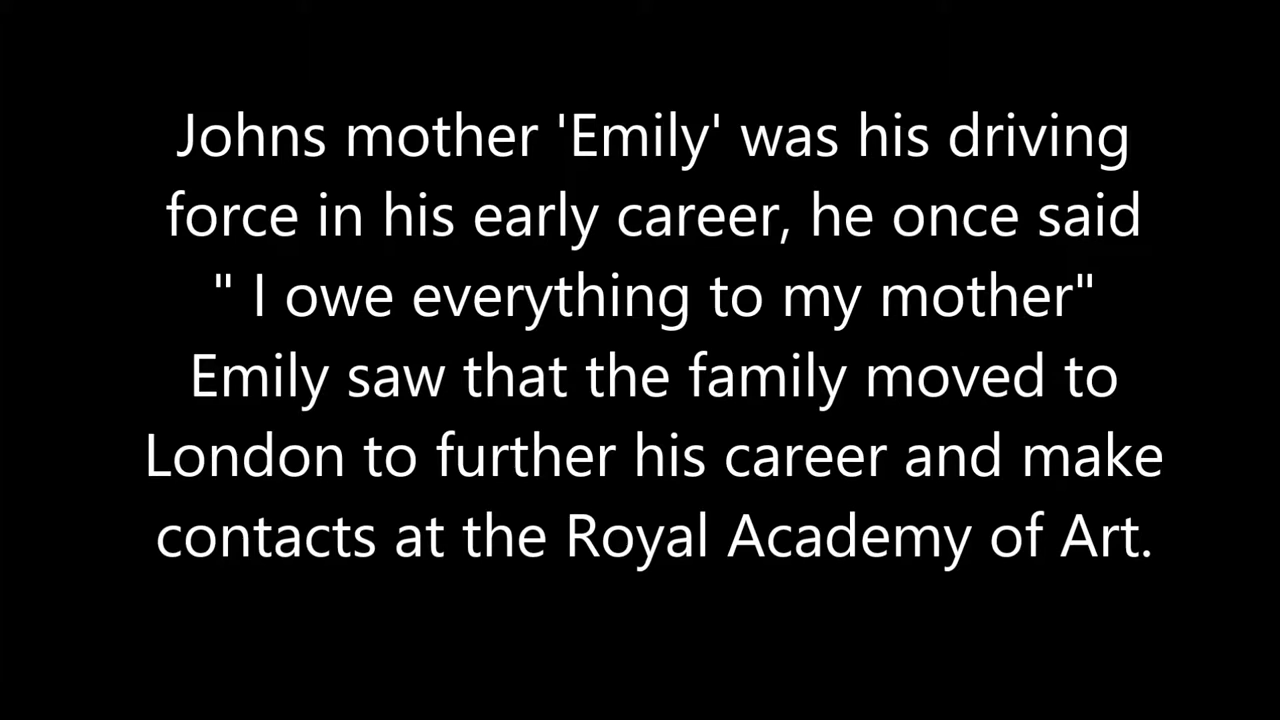 Johns mother 'Emily' was his driving
force in his early career, he once said
" I owe everything to my mother"
Emily saw that the family moved to
London to further his career and make
contacts at the Royal Academy of Art.